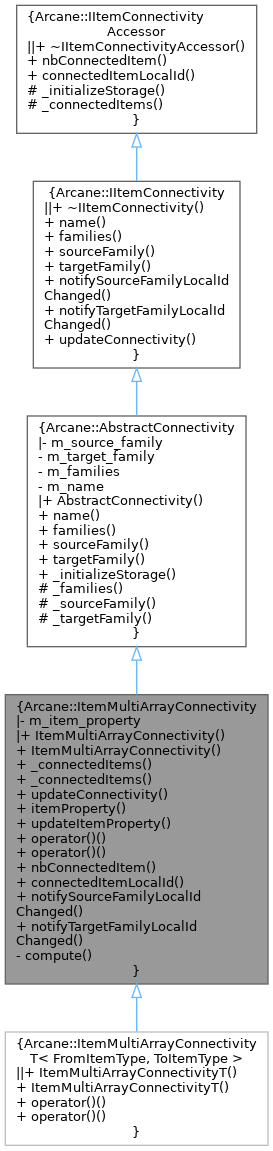 {Arcane::IItemConnectivity
Accessor
||+ ~IItemConnectivityAccessor()
+ nbConnectedItem()
+ connectedItemLocalId()
# _initializeStorage()
# _connectedItems()
}
{Arcane::IItemConnectivity
||+ ~IItemConnectivity()
+ name()
+ families()
+ sourceFamily()
+ targetFamily()
+ notifySourceFamilyLocalId
Changed()
+ notifyTargetFamilyLocalId
Changed()
+ updateConnectivity()
}
{Arcane::AbstractConnectivity
|- m_source_family
- m_target_family
- m_families
- m_name
|+ AbstractConnectivity()
+ name()
+ families()
+ sourceFamily()
+ targetFamily()
+ _initializeStorage()
# _families()
# _sourceFamily()
# _targetFamily()
}
{Arcane::ItemMultiArrayConnectivity
|- m_item_property
|+ ItemMultiArrayConnectivity()
+ ItemMultiArrayConnectivity()
+ _connectedItems()
+ _connectedItems()
+ updateConnectivity()
+ itemProperty()
+ updateItemProperty()
+ operator()()
+ operator()()
+ nbConnectedItem()
+ connectedItemLocalId()
+ notifySourceFamilyLocalId
Changed()
+ notifyTargetFamilyLocalId
Changed()
- compute()
}
{Arcane::ItemMultiArrayConnectivity
T< FromItemType, ToItemType >
||+ ItemMultiArrayConnectivityT()
+ ItemMultiArrayConnectivityT()
+ operator()()
+ operator()()
}